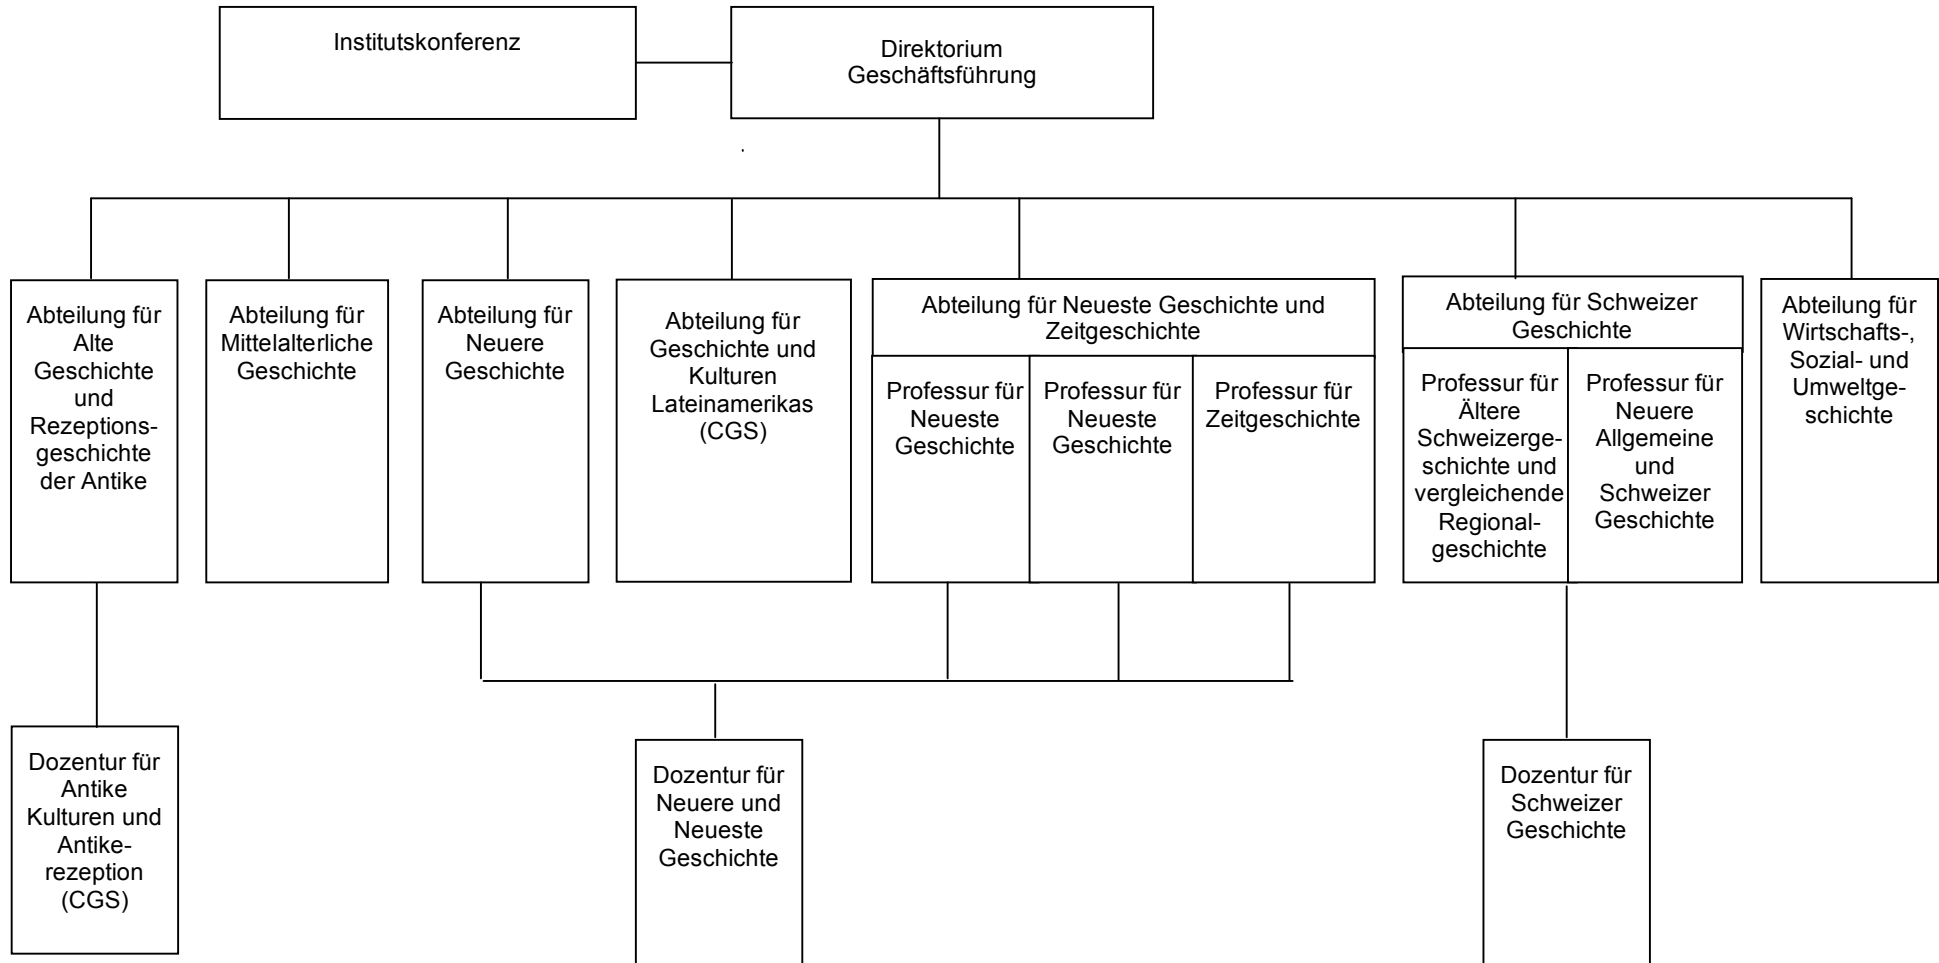 Institutskonferenz
Direktorium
Geschäftsführung
Abteilung für
Alte
Geschichte
und
Rezeptions-
geschichte
der Antike
Abteilung für
Mittelalterliche
Geschichte
Abteilung für
Neuere
Geschichte
Abteilung für
Geschichte und
Kulturen
Lateinamerikas
(CGS)
Abteilung für Neueste Geschichte und
Zeitgeschichte
Professur für
Neueste
Geschichte
Professur für
Neueste
Geschichte
Professur für
Zeitgeschichte
Abteilung für Schweizer
Geschichte
Professur für
Ältere
Schweizerge-
schichte und
vergleichende
Regional-
geschichte
Professur für
Neuere
Allgemeine
und
Schweizer
Geschichte
Abteilung für
Wirtschafts-,
Sozial- und
Umweltge-
schichte
Dozentur für
Antike
Kulturen und
Antike-
rezeption
(CGS)
Dozentur für
Neuere und
Neueste
Geschichte
Dozentur für
Schweizer
Geschichte